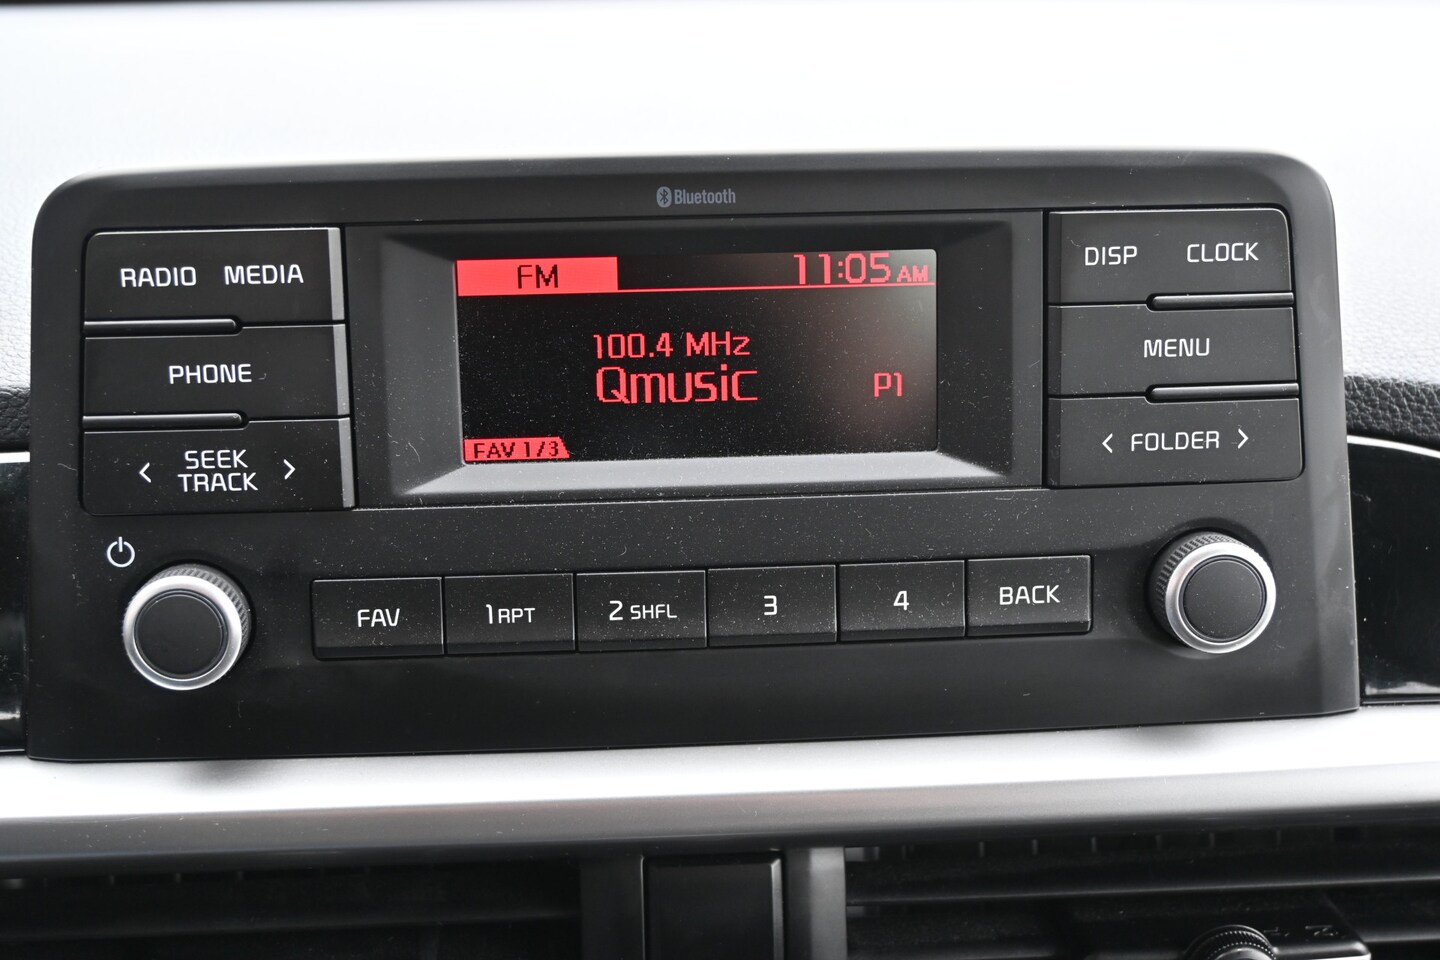 Bluetooth
RADIO MEDIA
PHONE
< SEEK TRACK >
FM 11:05 AM
100.4 MHz
Qmusic P1
FAV 1/3
DISP CLOCK
MENU
< FOLDER >
FAV 1 RPT 2 SHFL 3 4 BACK